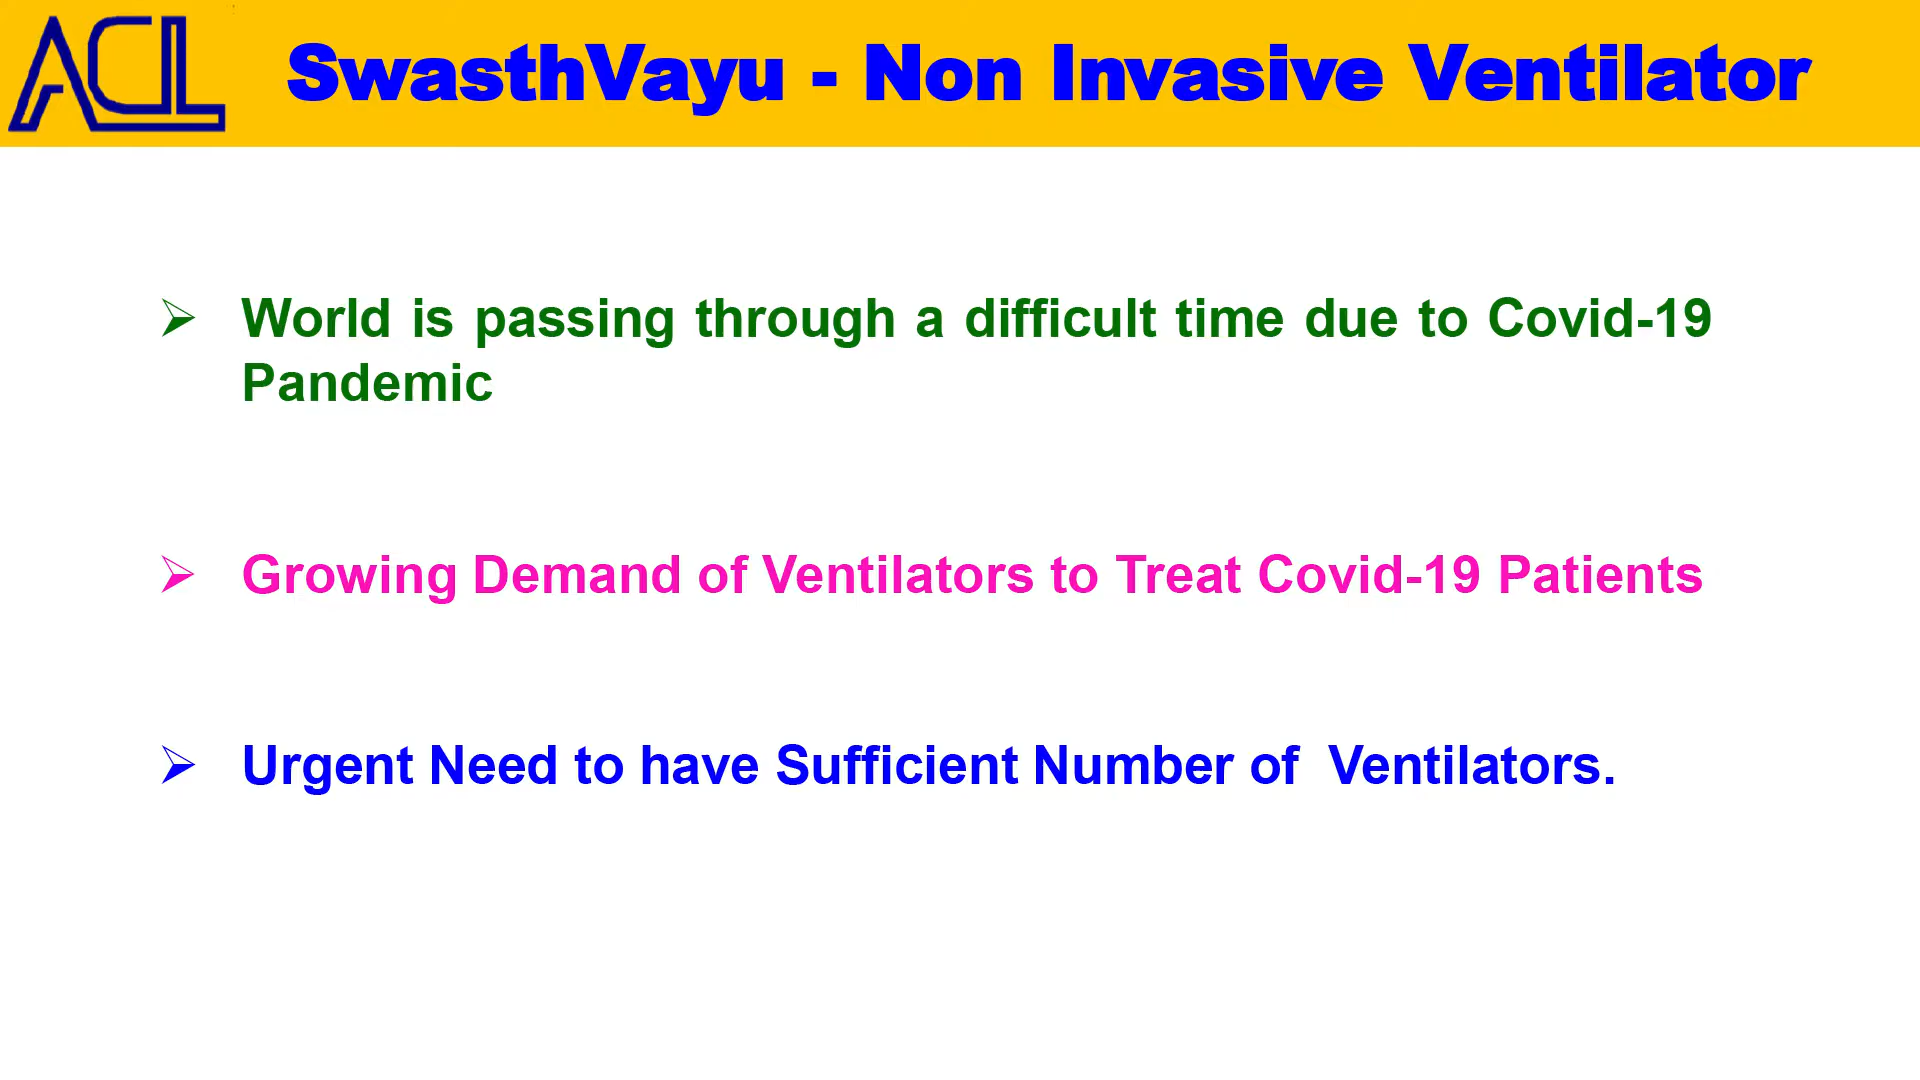 ACL
SwasthVayu - Non Invasive Ventilator
World is passing through a difficult time due to Covid-19
Pandemic
Growing Demand of Ventilators to Treat Covid-19 Patients
Urgent Need to have Sufficient Number of  Ventilators.